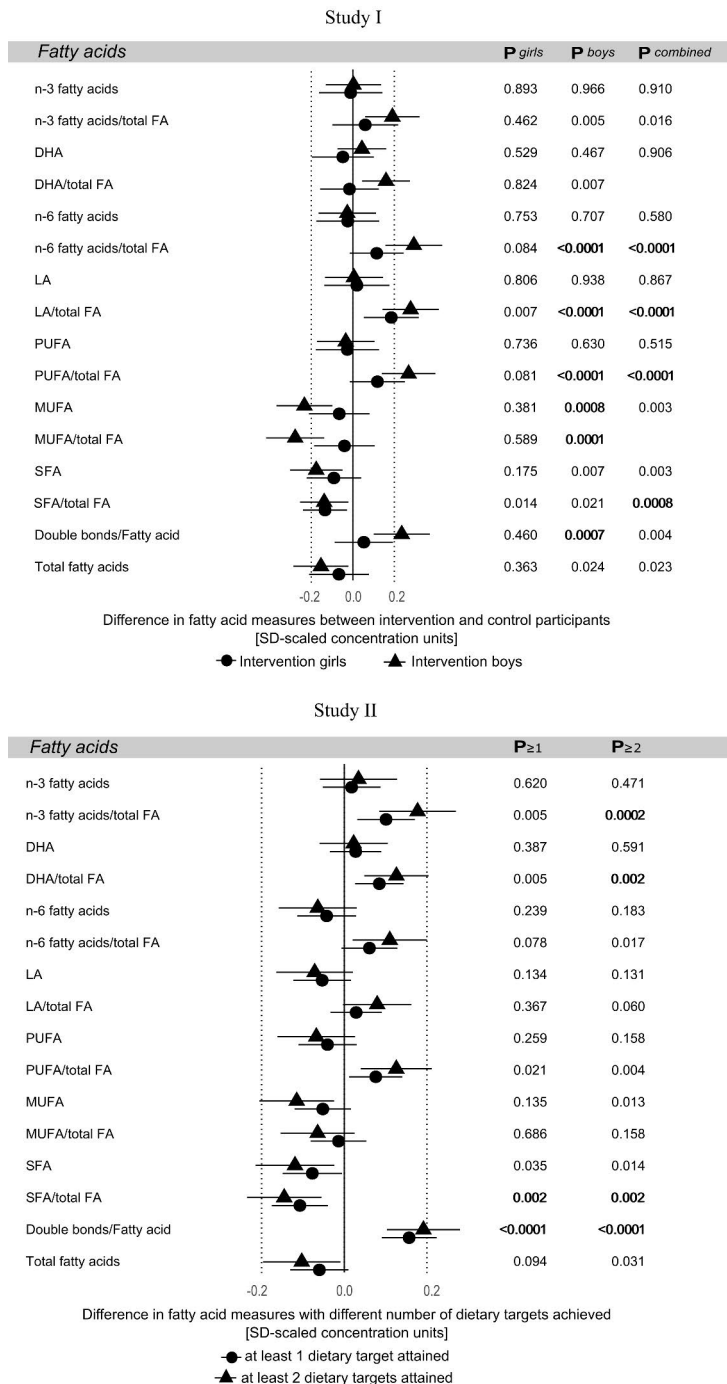 Study I
Fatty acids P girls P boys P combined
n-3 fatty acids 0.893 0.966 0.910
n-3 fatty acids/total FA 0.462 0.005 0.016
DHA 0.529 0.467 0.906
DHA/total FA 0.824 0.007
n-6 fatty acids 0.753 0.707 0.580
n-6 fatty acids/total FA 0.084 <0.0001 <0.0001
LA 0.806 0.938 0.867
LA/total FA 0.007 <0.0001 <0.0001
PUFA 0.736 0.630 0.515
PUFA/total FA 0.081 <0.0001 <0.0001
MUFA 0.381 0.0008 0.003
MUFA/total FA 0.589 0.0001
SFA 0.175 0.007 0.003
SFA/total FA 0.014 0.021 0.0008
Double bonds/Fatty acid 0.460 0.0007 0.004
Total fatty acids 0.363 0.024 0.023
-0.2 0.0 0.2
Difference in fatty acid measures between intervention and control participants
[SD-scaled concentration units]
Intervention girls Intervention boys
Study II
Fatty acids P≥1 P≥2
n-3 fatty acids 0.620 0.471
n-3 fatty acids/total FA 0.005 0.0002
DHA 0.387 0.591
DHA/total FA 0.005 0.002
n-6 fatty acids 0.239 0.183
n-6 fatty acids/total FA 0.078 0.017
LA 0.134 0.131
LA/total FA 0.367 0.060
PUFA 0.259 0.158
PUFA/total FA 0.021 0.004
MUFA 0.135 0.013
MUFA/total FA 0.686 0.158
SFA 0.035 0.014
SFA/total FA 0.002 0.002
Double bonds/Fatty acid <0.0001 <0.0001
Total fatty acids 0.094 0.031
-0.2 0.0 0.2
Difference in fatty acid measures with different number of dietary targets achieved
[SD-scaled concentration units]
at least 1 dietary target attained
at least 2 dietary targets attained